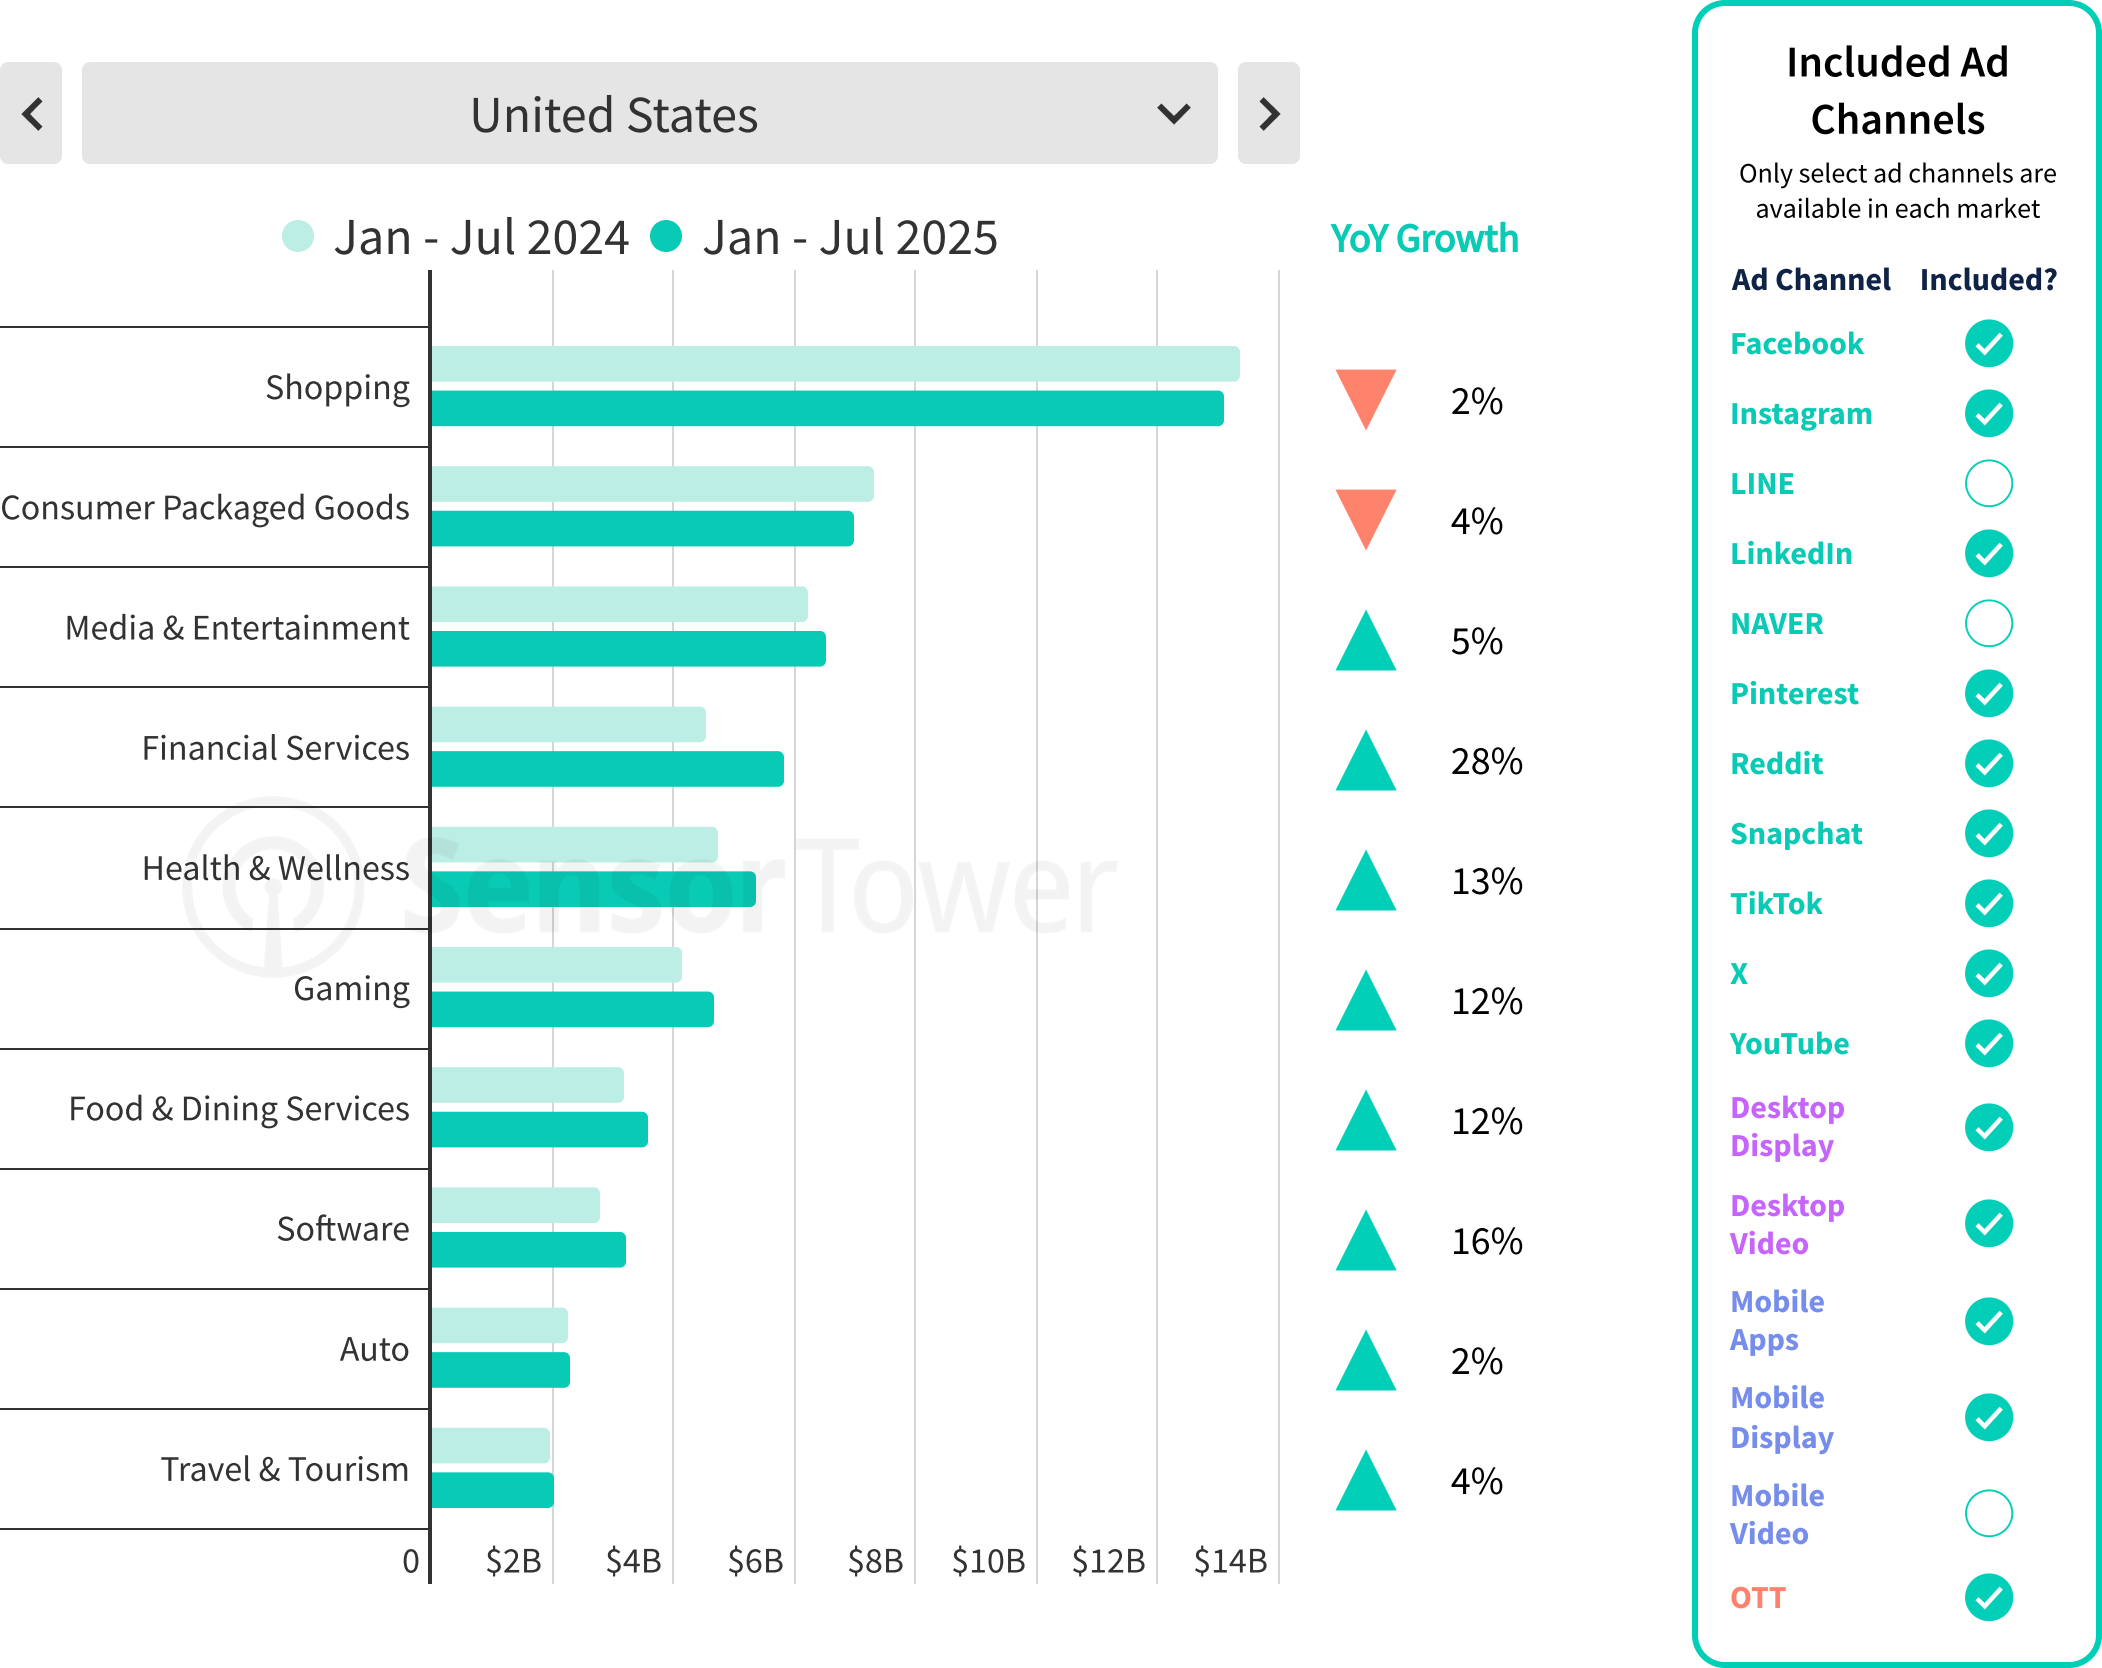 United States
Jan - Jul 2024
Jan - Jul 2025
YoY Growth
Shopping
2%
Consumer Packaged Goods
4%
Media & Entertainment
5%
Financial Services
28%
Health & Wellness
13%
Gaming
12%
Food & Dining Services
12%
Software
16%
Auto
2%
Travel & Tourism
4%
0 $2B $4B $6B $8B $10B $12B $14B
Sensor Tower
Included Ad
Channels
Only select ad channels are
available in each market
Ad Channel Included?
Facebook
Instagram
LINE
LinkedIn
NAVER
Pinterest
Reddit
Snapchat
TikTok
X
YouTube
Desktop
Display
Desktop
Video
Mobile
Apps
Mobile
Display
Mobile
Video
OTT